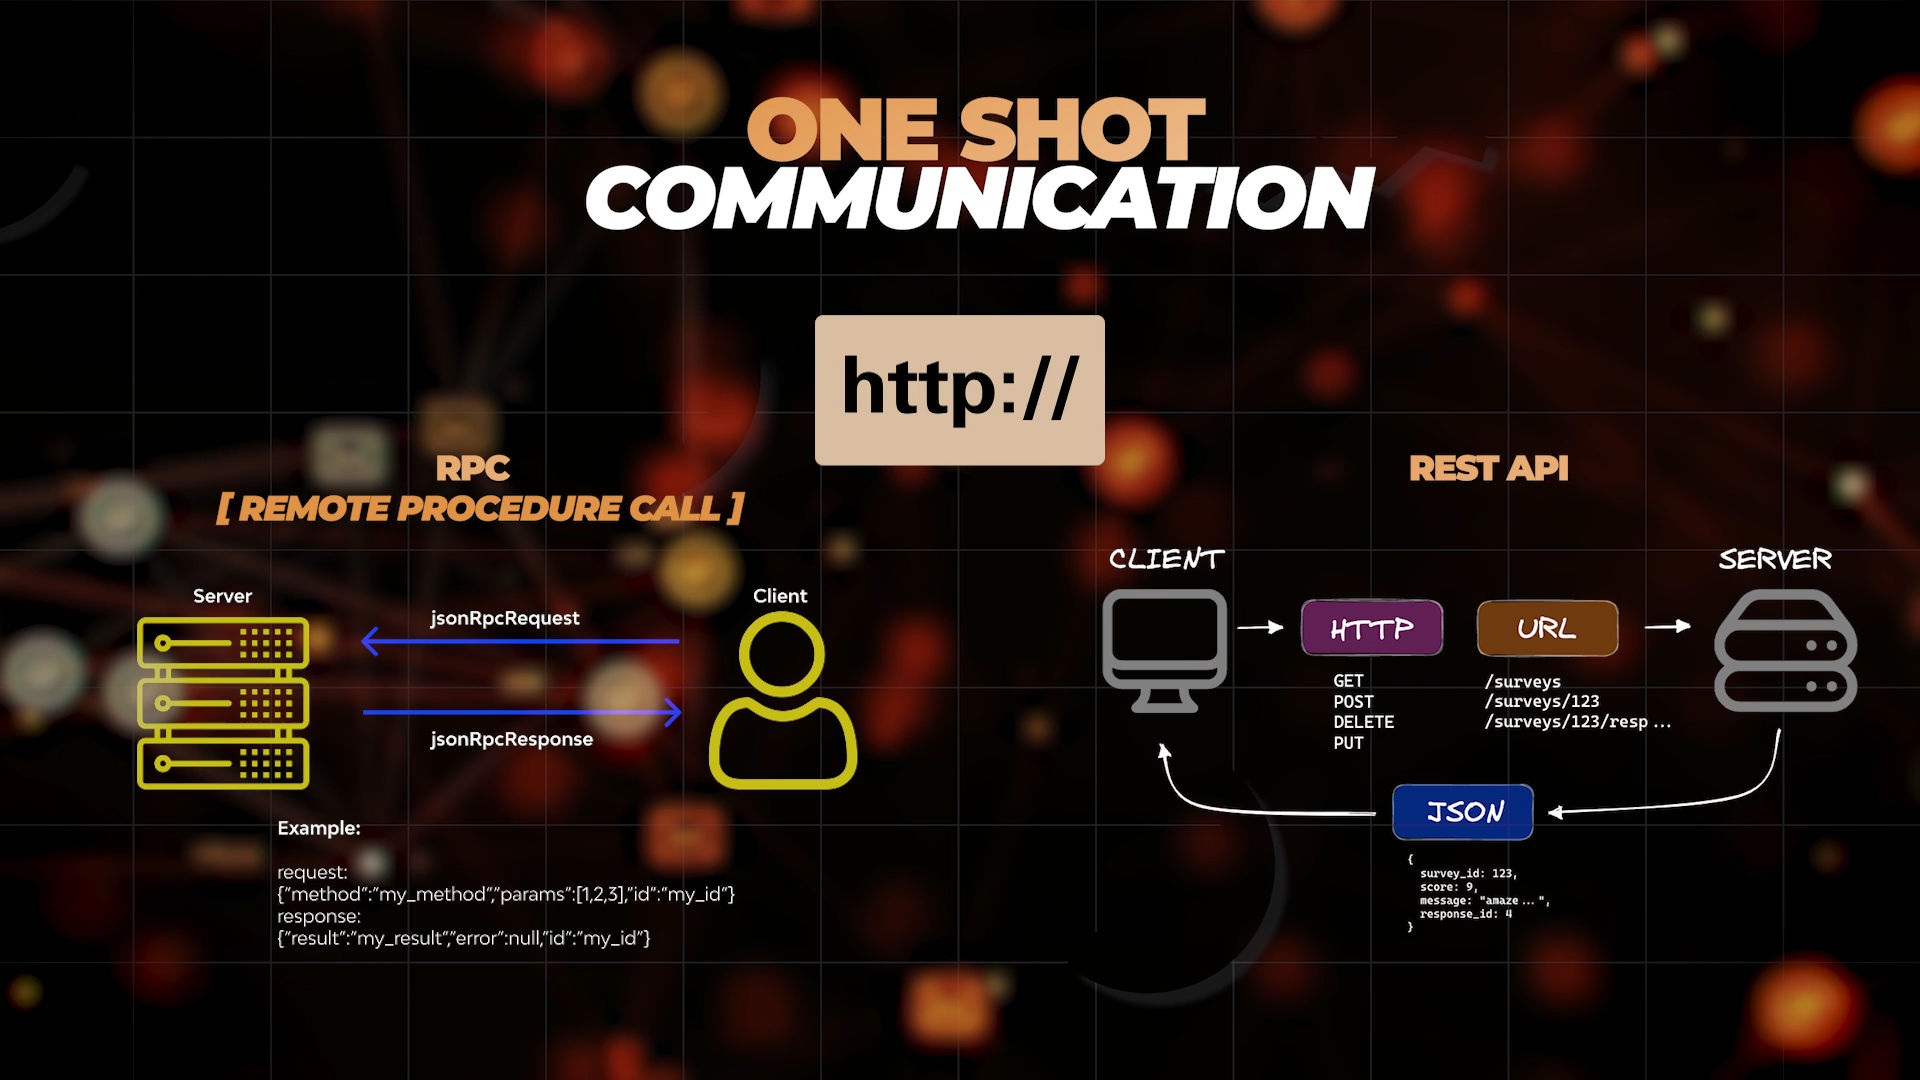 ONE SHOT
COMMUNICATION
http://
RPC
[ REMOTE PROCEDURE CALL ]
Server
Client
jsonRpcRequest
jsonRpcResponse
Example:
request:
{"method":"my_method","params":[1,2,3],"id":"my_id"}
response:
{"result":"my_result","error":null,"id":"my_id"}
REST API
CLIENT
SERVER
HTTP
URL
GET
POST
DELETE
PUT
/surveys
/surveys/123
/surveys/123/resp...
JSON
{
survey_id: 123,
score: 9,
message: "amaze...",
response_id: 4
}